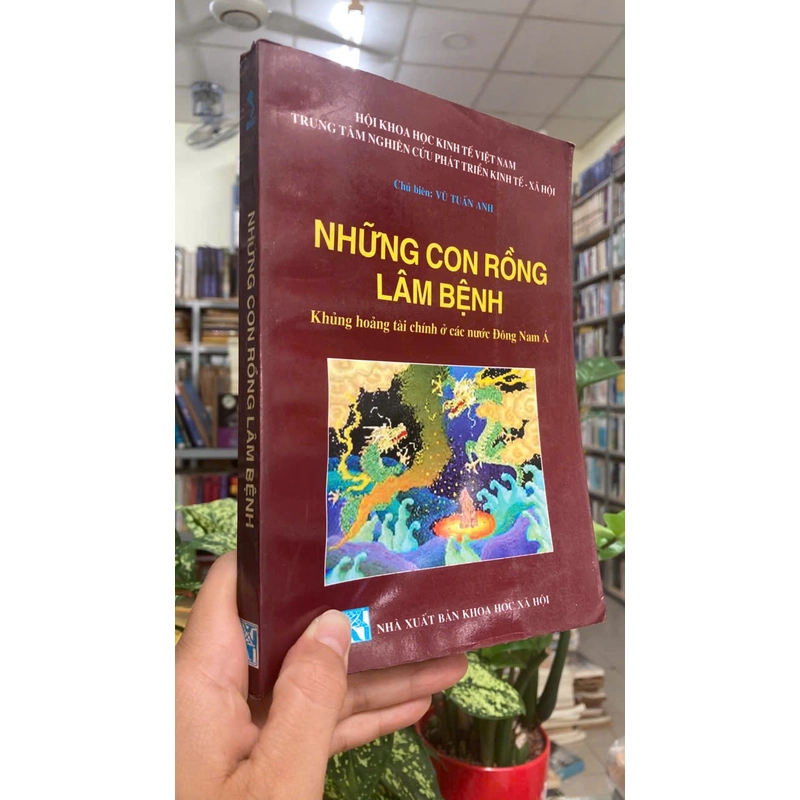 HỘI KHOA HỌC KINH TẾ VIỆT NAM
TRUNG TÂM NGHIÊN CỨU PHÁT TRIỂN KINH TẾ - XÃ HỘI
Chủ biên: VŨ TUẤN ANH
NHỮNG CON RỒNG
LÂM BỆNH
Khủng hoảng tài chính ở các nước Đông Nam Á
NHÀ XUẤT BẢN KHOA HỌC XÃ HỘI
NHỮNG CON RỒNG LÂM BỆNH